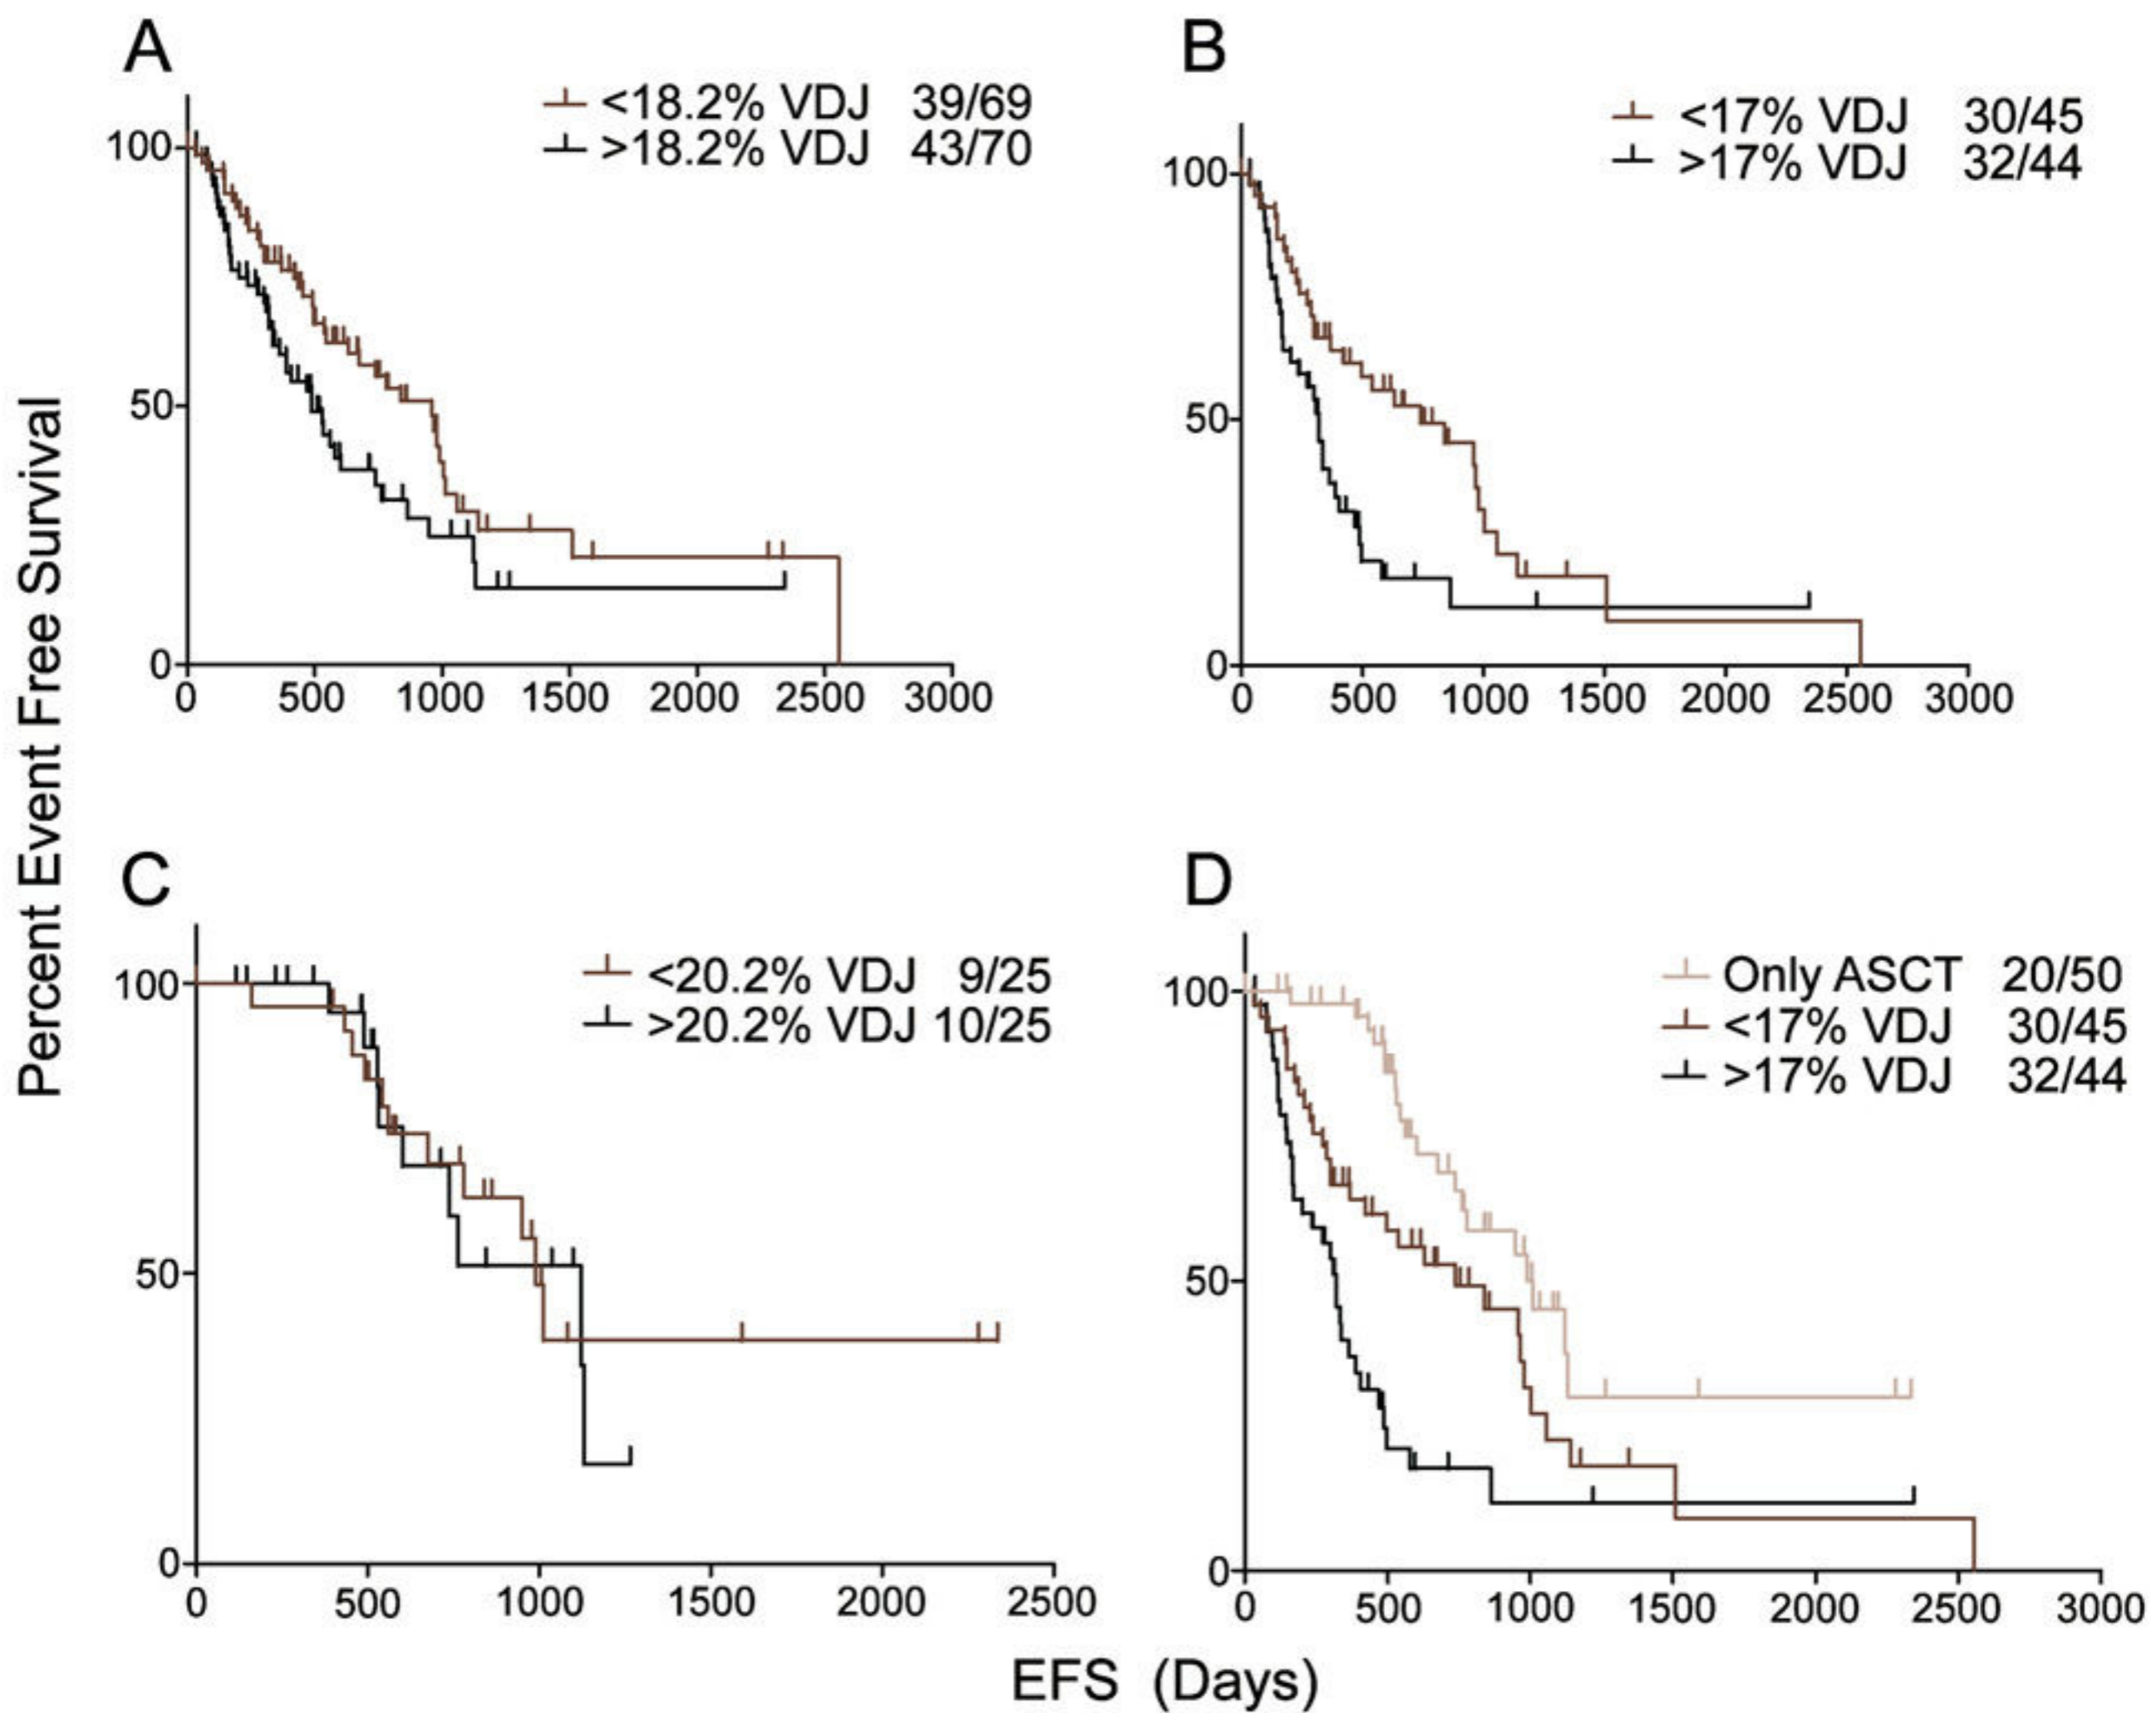 Percent Event Free Survival
A
<18.2% VDJ 39/69
>18.2% VDJ 43/70
100
50
0
0 500 1000 1500 2000 2500 3000
B
<17% VDJ 30/45
>17% VDJ 32/44
100
50
0
0 500 1000 1500 2000 2500 3000
C
<20.2% VDJ 9/25
>20.2% VDJ 10/25
100
50
0
0 500 1000 1500 2000 2500
D
Only ASCT 20/50
<17% VDJ 30/45
>17% VDJ 32/44
100
50
0
0 500 1000 1500 2000 2500 3000
EFS (Days)